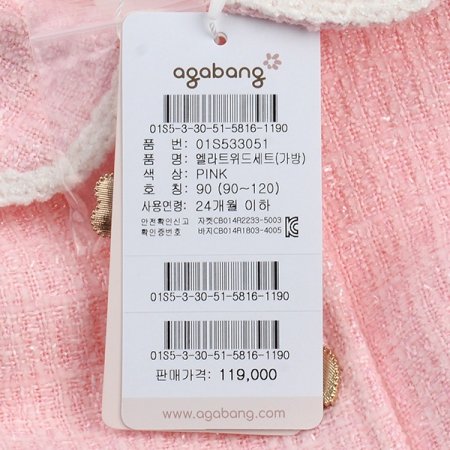 agabang
01S5-3-30-51-5816-1190
품 번: 01S533051
품 명: 엘라트위드세트(가방)
색 상: PINK
호 칭: 90 (90~120)
사용연령: 24개월 이하
안전확인신고 자켓CB014R2233-5003
확인증번호 바지CB014R1803-4005
01S5-3-30-51-5816-1190
01S5-3-30-51-5816-1190
판매가격: 119,000
www.agabang.com